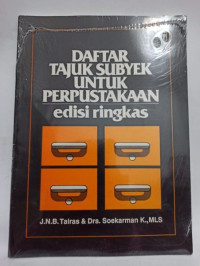 DAFTAR
TAJUK SUBYEK
UNTUK
PERPUSTAKAAN
edisi ringkas
J.N.B. Tairas & Drs. Soekarman K., MLS